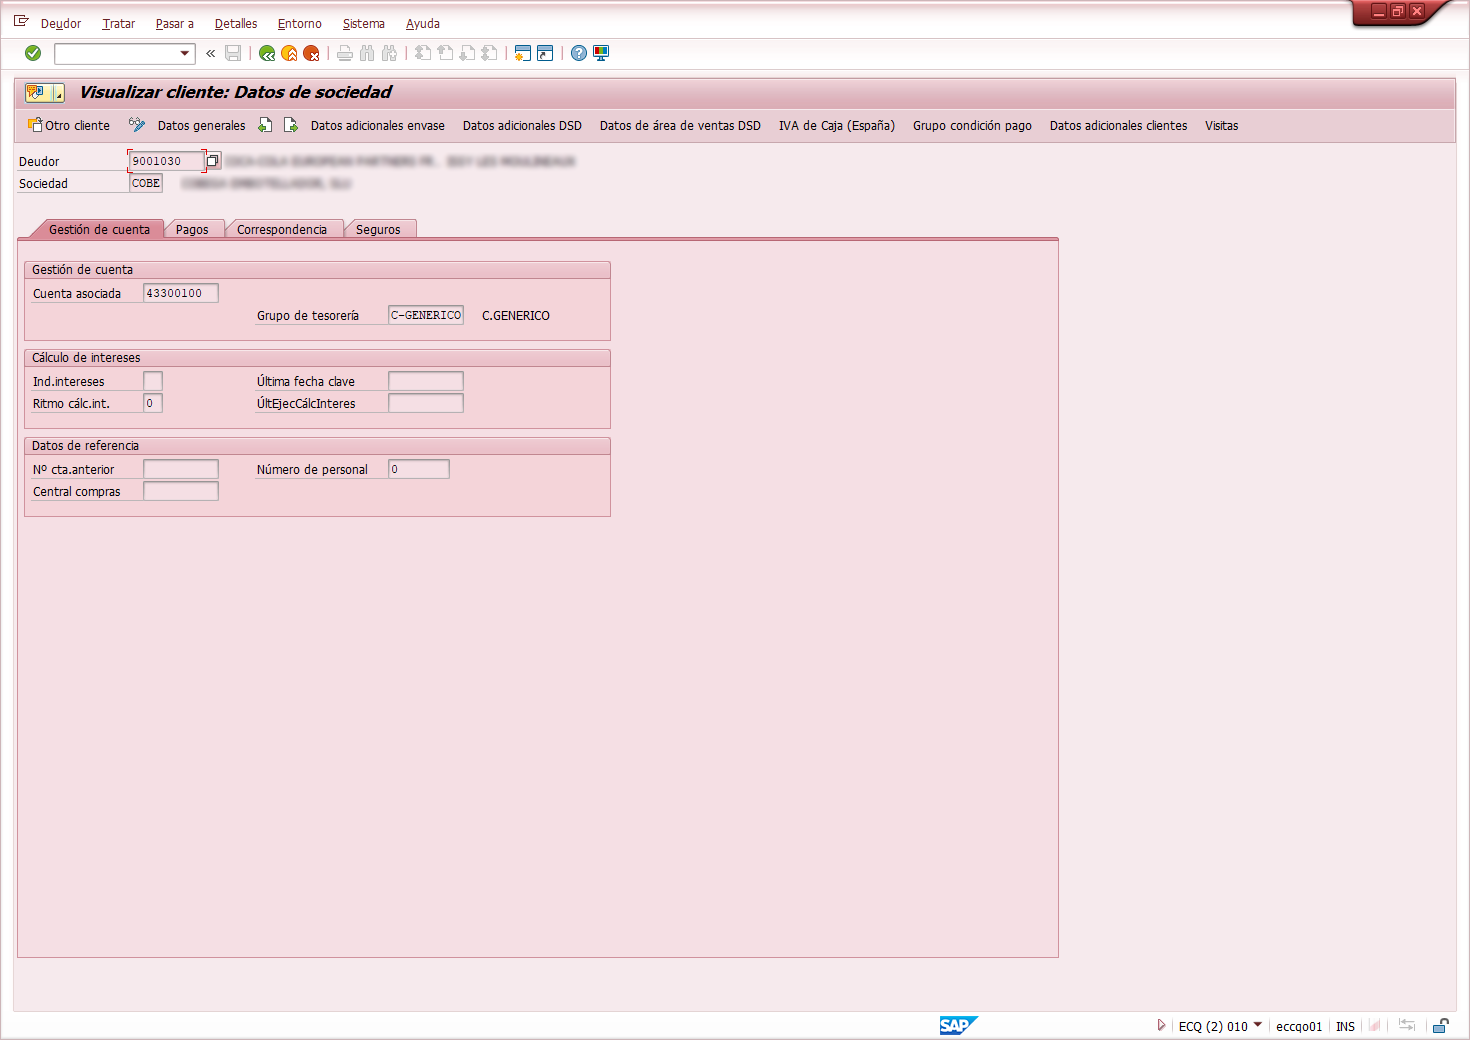 Deudor Tratar Pasar a Detalles Entorno Sistema Ayuda
Visualizar cliente: Datos de sociedad
Otro cliente Datos generales Datos adicionales envase Datos adicionales DSD Datos de área de ventas DSD IVA de Caja (España) Grupo condición pago Datos adicionales clientes Visitas
Deudor 9001030
Sociedad COBE
Gestión de cuenta Pagos Correspondencia Seguros
Gestión de cuenta
Cuenta asociada 43300100
Grupo de tesorería C-GENERICO C.GENERICO
Cálculo de intereses
Ind.intereses Última fecha clave
Ritmo cálc.int. 0 ÚltEjecCálcInteres
Datos de referencia
Nº cta.anterior Número de personal 0
Central compras
SAP ECQ (2) 010 eccqo01 INS